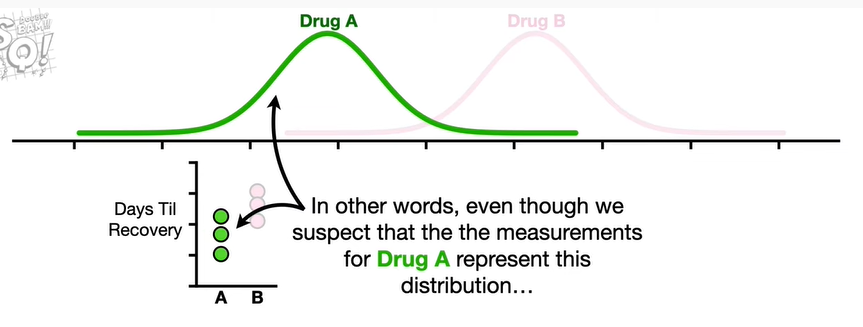 BAM!!
Drug A
Drug B
Days Til
Recovery
A
B
In other words, even though we
suspect that the the measurements
for Drug A represent this
distribution…